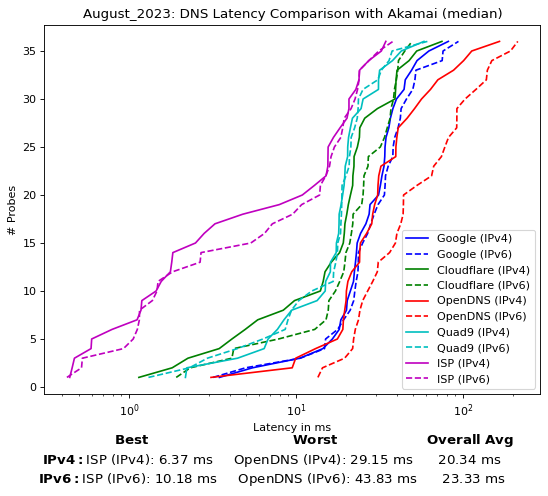 August_2023: DNS Latency Comparison with Akamai (median)
35
30
25
20
15
10
5
0
# Probes
Google (IPv4)
Google (IPv6)
Cloudflare (IPv4)
Cloudflare (IPv6)
OpenDNS (IPv4)
OpenDNS (IPv6)
Quad9 (IPv4)
Quad9 (IPv6)
ISP (IPv4)
ISP (IPv6)
10⁰ 10¹ 10²
Latency in ms
Best Worst Overall Avg
IPv4: ISP (IPv4): 6.37 ms OpenDNS (IPv4): 29.15 ms 20.34 ms
IPv6: ISP (IPv6): 10.18 ms OpenDNS (IPv6): 43.83 ms 23.33 ms